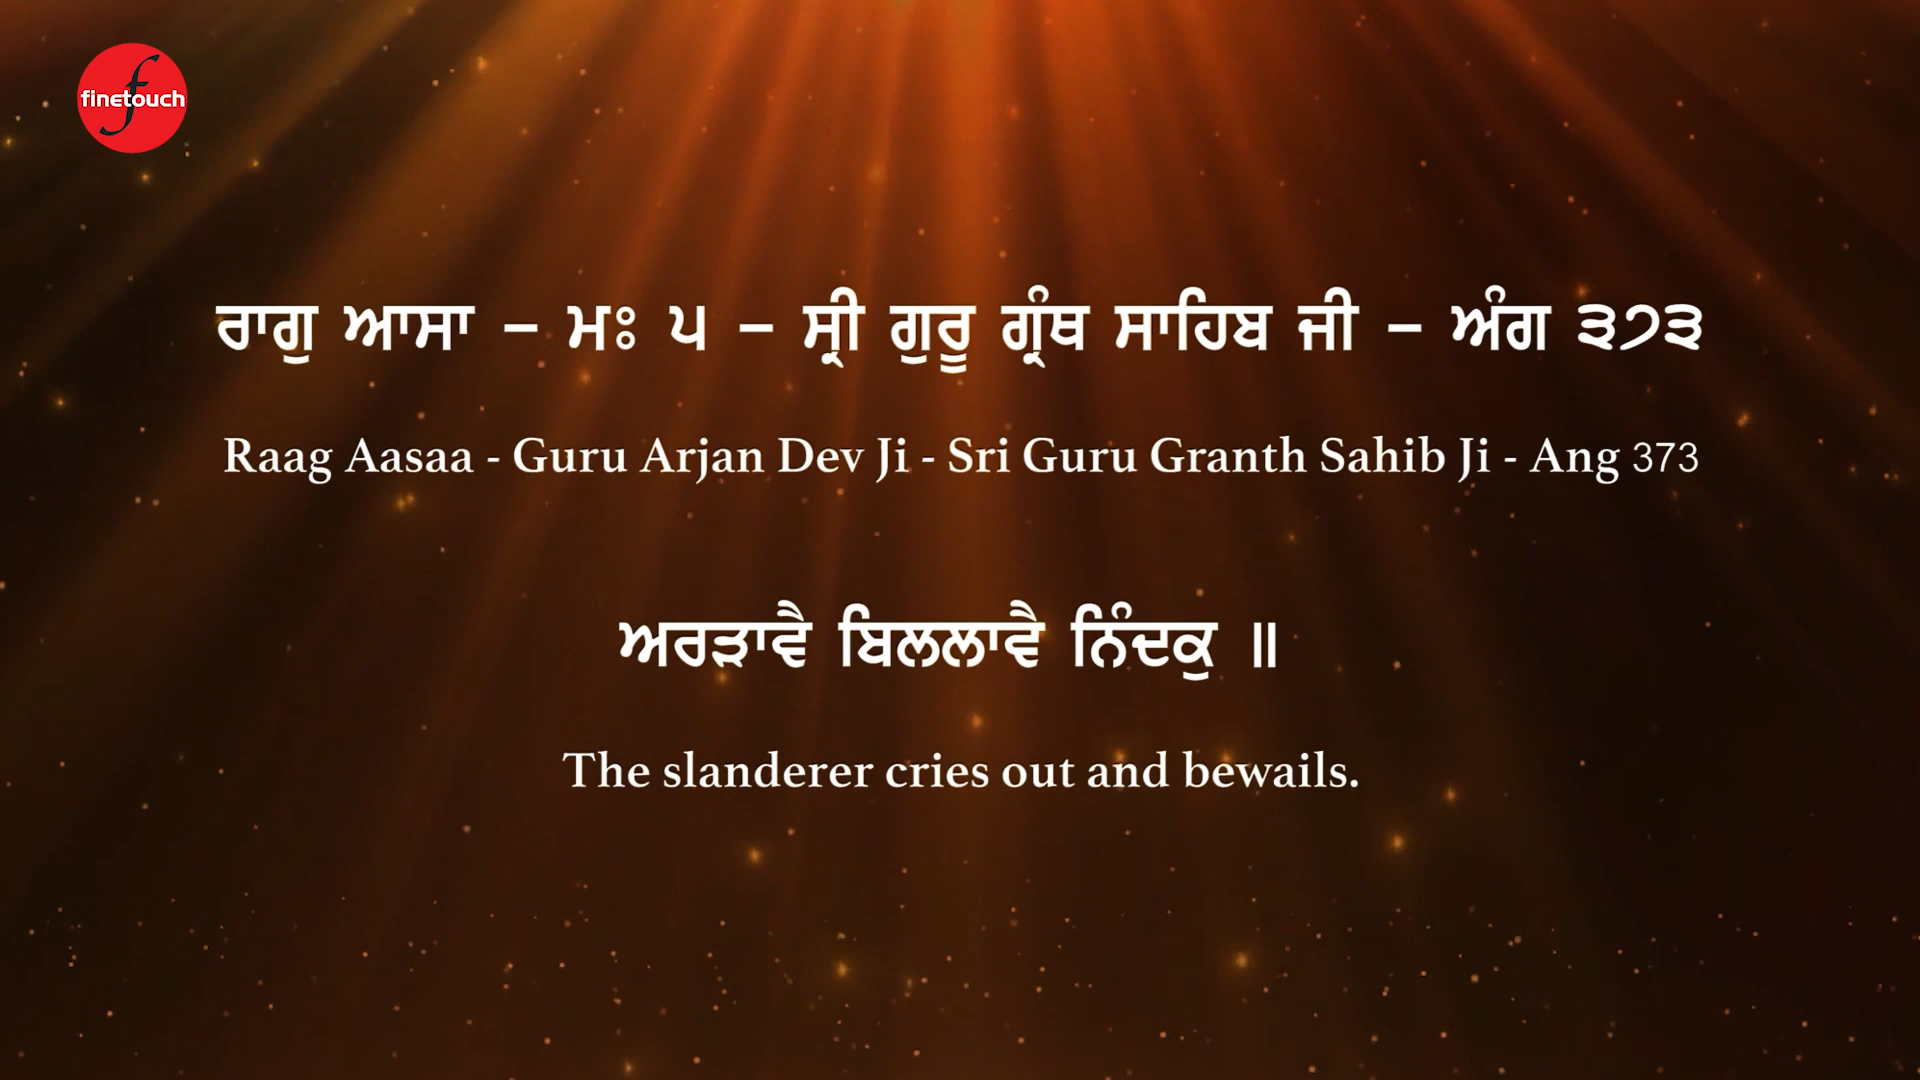 finetouch
ਰਾਗੁ ਆਸਾ – ਮਃ ੫ – ਸ੍ਰੀ ਗੁਰੂ ਗ੍ਰੰਥ ਸਾਹਿਬ ਜੀ – ਅੰਗ ੩੭੩
Raag Aasaa - Guru Arjan Dev Ji - Sri Guru Granth Sahib Ji - Ang 373
ਅਰੜਾਵੈ ਬਿਲਲਾਵੈ ਨਿੰਦਕੁ ॥
The slanderer cries out and bewails.